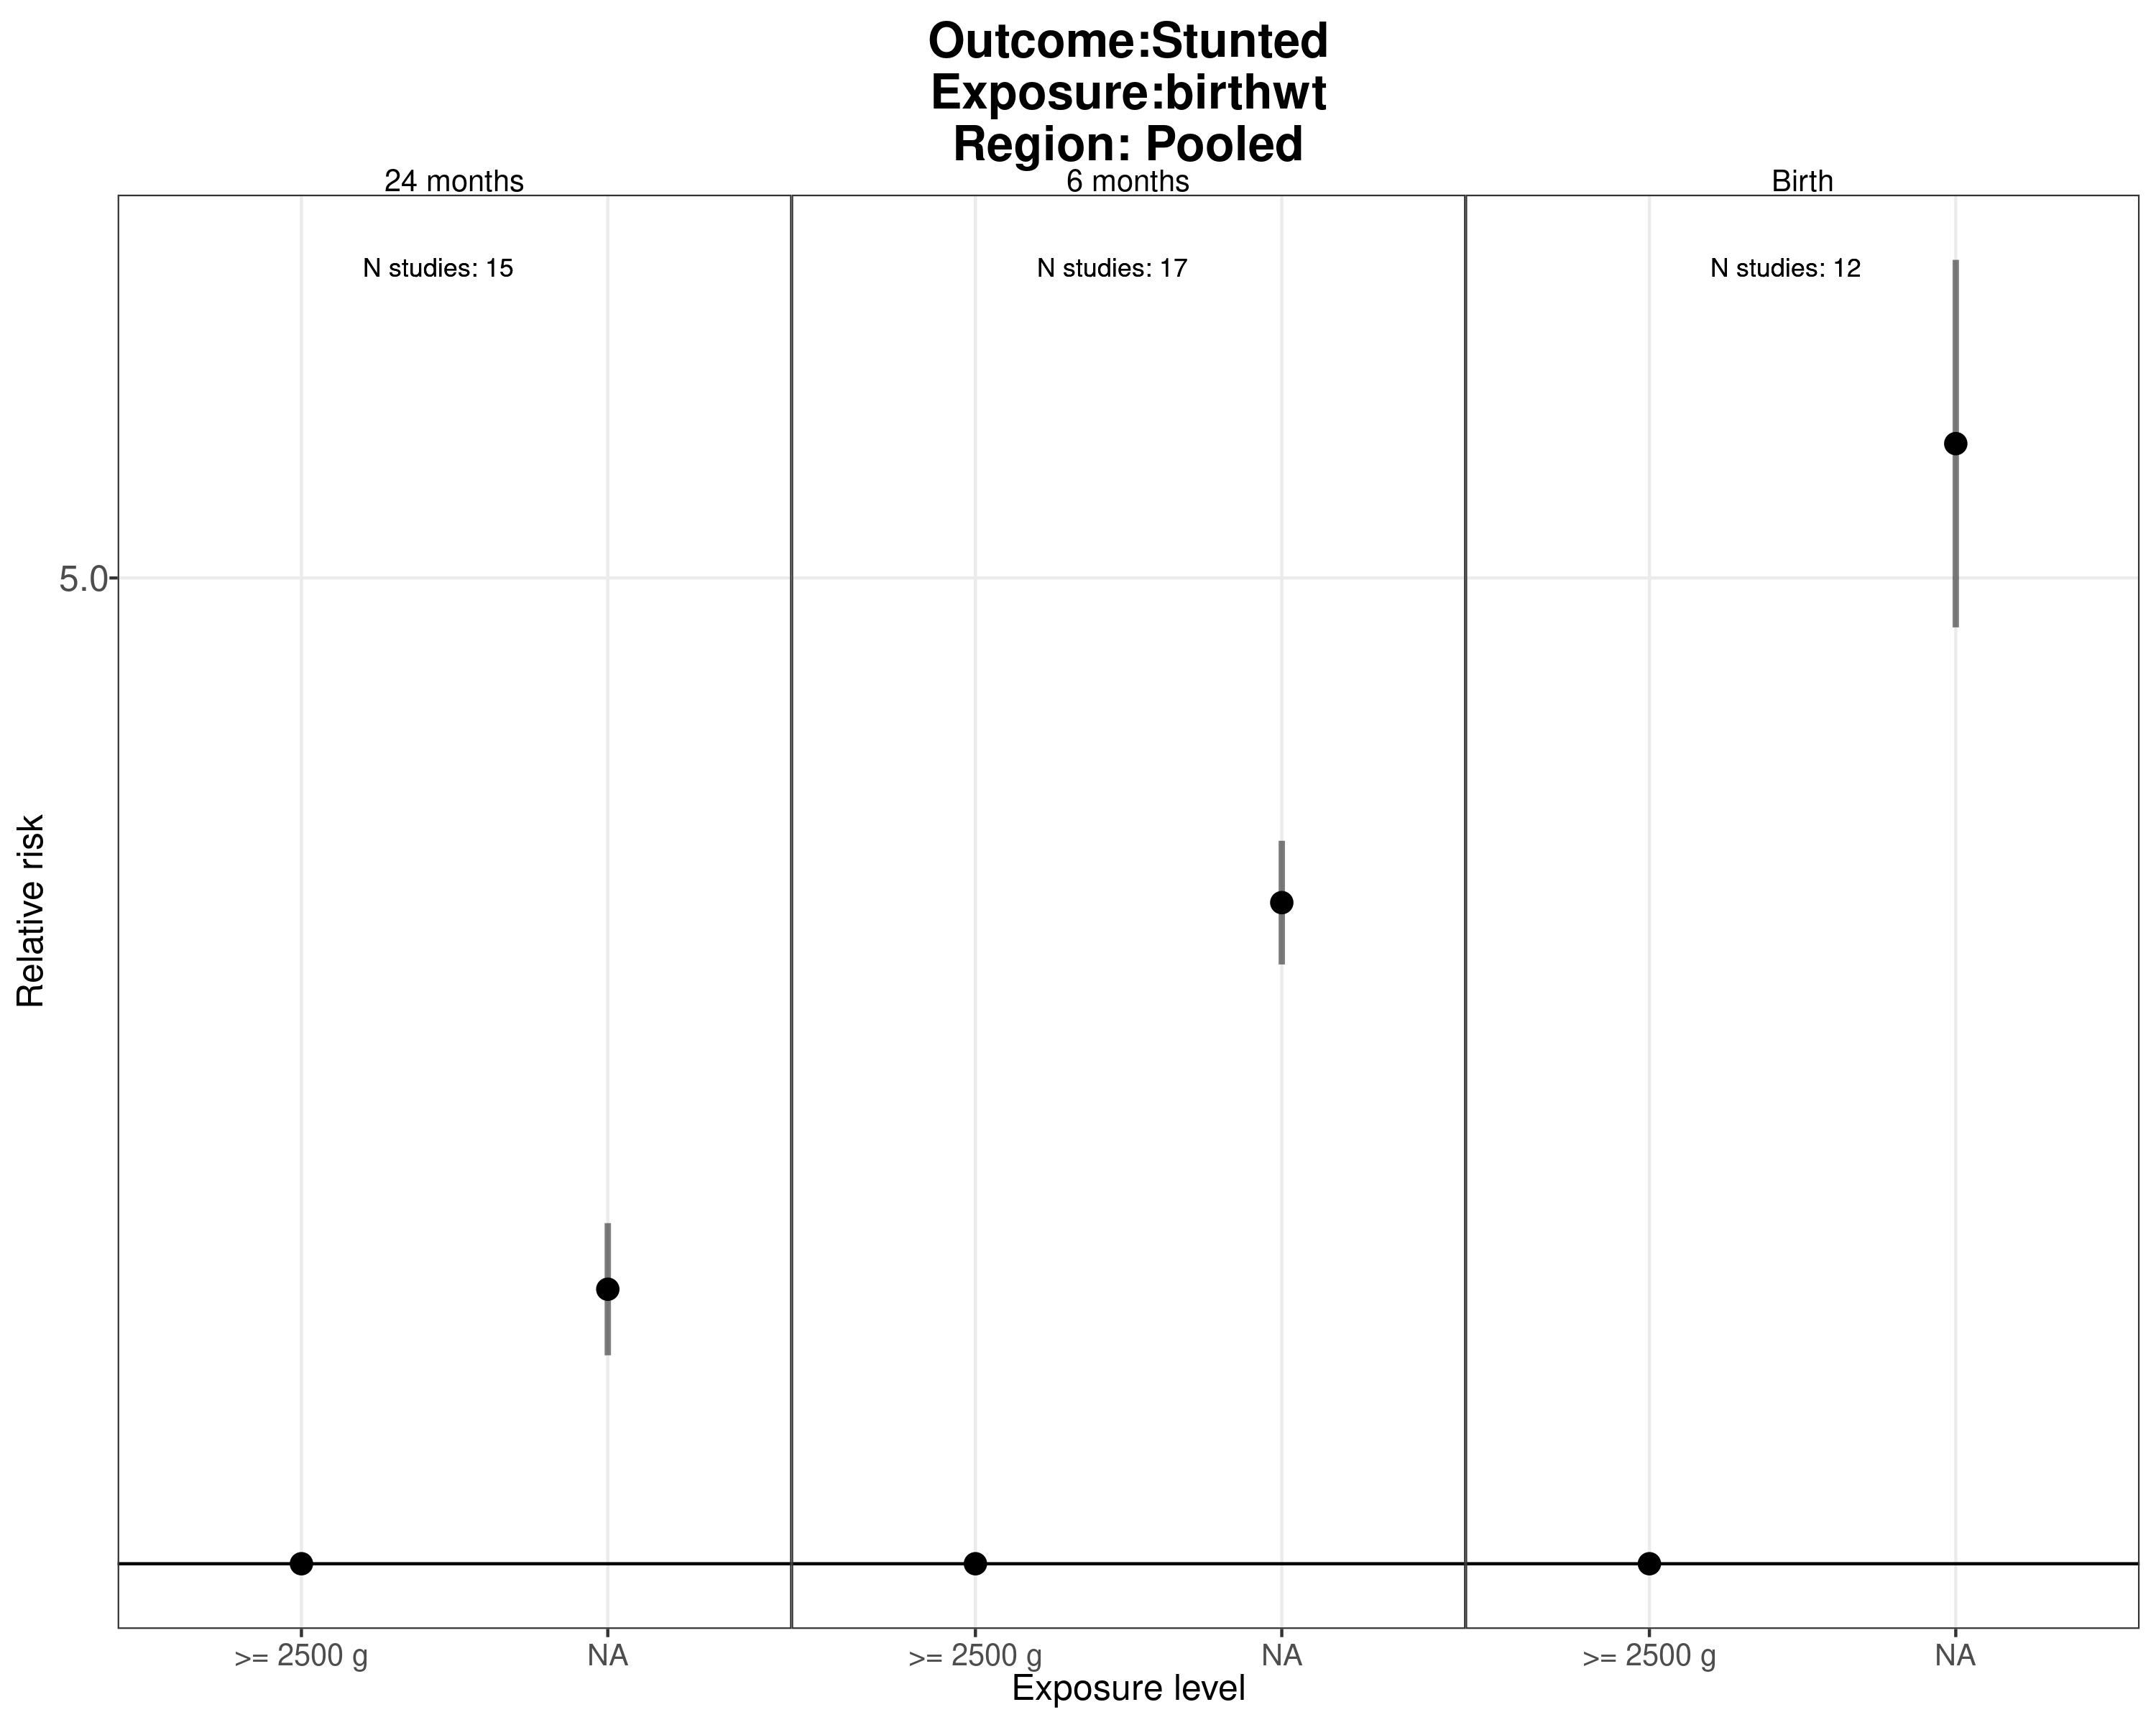 Outcome:Stunted
Exposure:birthwt
Region: Pooled
24 months
6 months
Birth
N studies: 15
N studies: 17
N studies: 12
5.0
Relative risk
>= 2500 g
NA
>= 2500 g
NA
>= 2500 g
NA
Exposure level